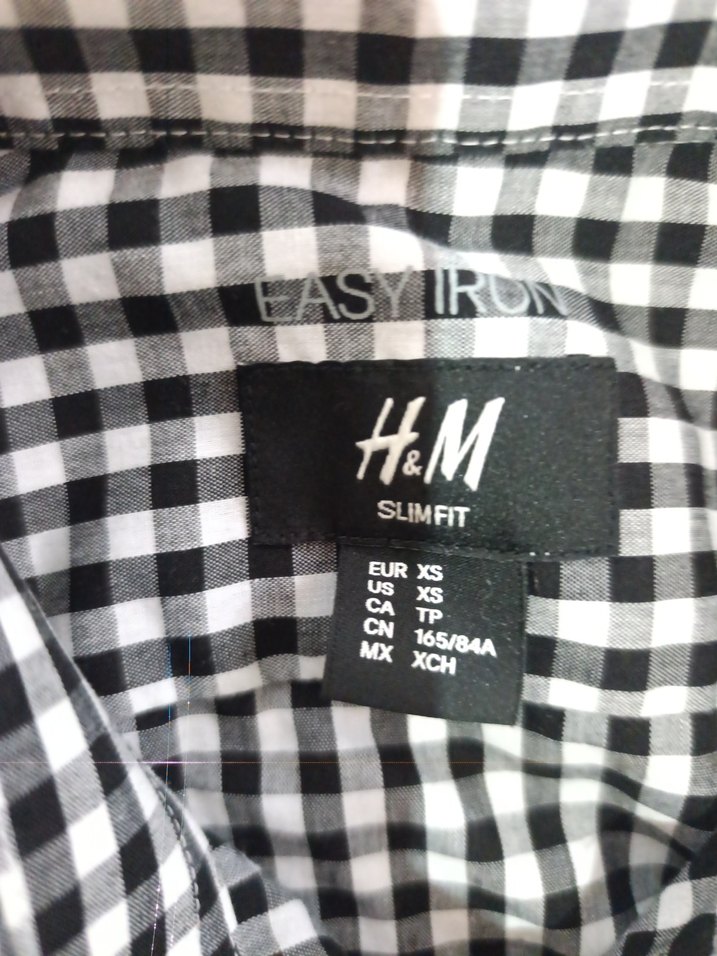 EASY IRON
H&M
SLIM FIT
EUR XS
US XS
CA TP
CN 165/84A
MX XCH